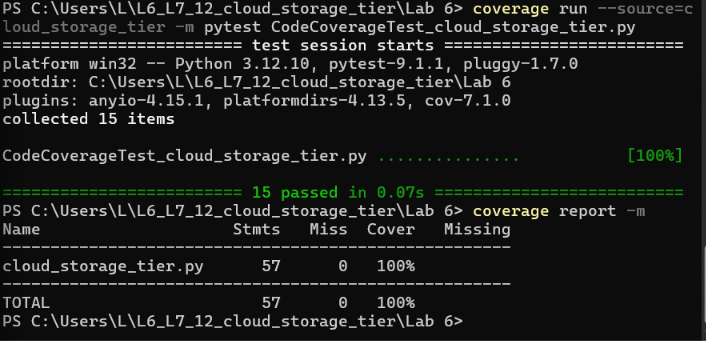 PS C:\Users\L\L6_L7_12_cloud_storage_tier\Lab 6> coverage run --source=c
loud_storage_tier -m pytest CodeCoverageTest_cloud_storage_tier.py
========================= test session starts =========================
platform win32 -- Python 3.12.10, pytest-9.1.1, pluggy-1.7.0
rootdir: C:\Users\L\L6_L7_12_cloud_storage_tier\Lab 6
plugins: anyio-4.15.1, platformdirs-4.13.5, cov-7.1.0
collected 15 items
CodeCoverageTest_cloud_storage_tier.py ............... [100%]
========================= 15 passed in 0.07s ==========================
PS C:\Users\L\L6_L7_12_cloud_storage_tier\Lab 6> coverage report -m
Name Stmts Miss Cover Missing
-----------------------------------------------------
cloud_storage_tier.py 57 0 100%
-----------------------------------------------------
TOTAL 57 0 100%
PS C:\Users\L\L6_L7_12_cloud_storage_tier\Lab 6>